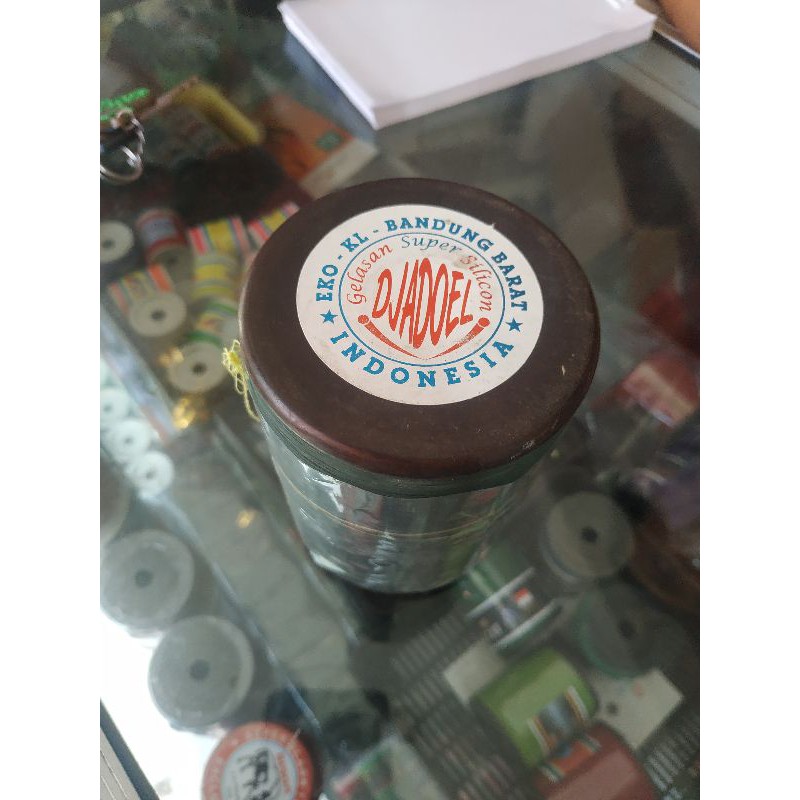 EKO - KL - BANDUNG BARAT
Gelasan Super Silicon
DJADOEL
★ INDONESIA ★